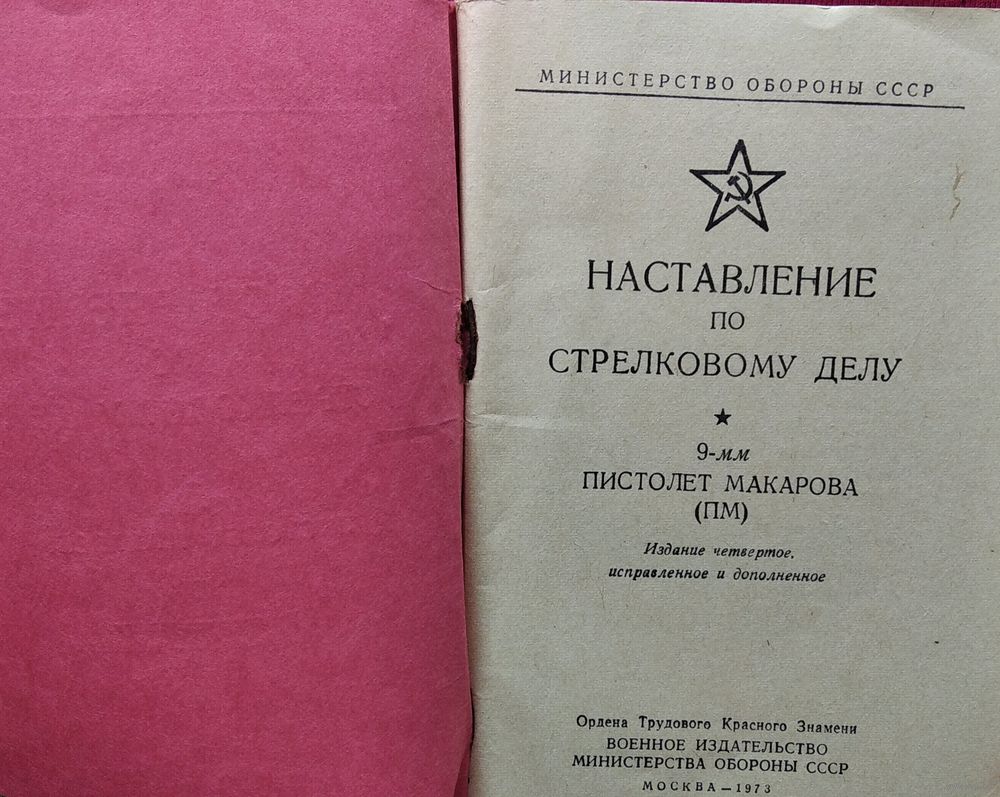 МИНИСТЕРСТВО ОБОРОНЫ СССР
НАСТАВЛЕНИЕ
ПО
СТРЕЛКОВОМУ ДЕЛУ
9-мм
ПИСТОЛЕТ МАКАРОВА
(ПМ)
Издание четвертое,
исправленное и дополненное
Ордена Трудового Красного Знамени
ВОЕННОЕ ИЗДАТЕЛЬСТВО
МИНИСТЕРСТВА ОБОРОНЫ СССР
МОСКВА — 1973